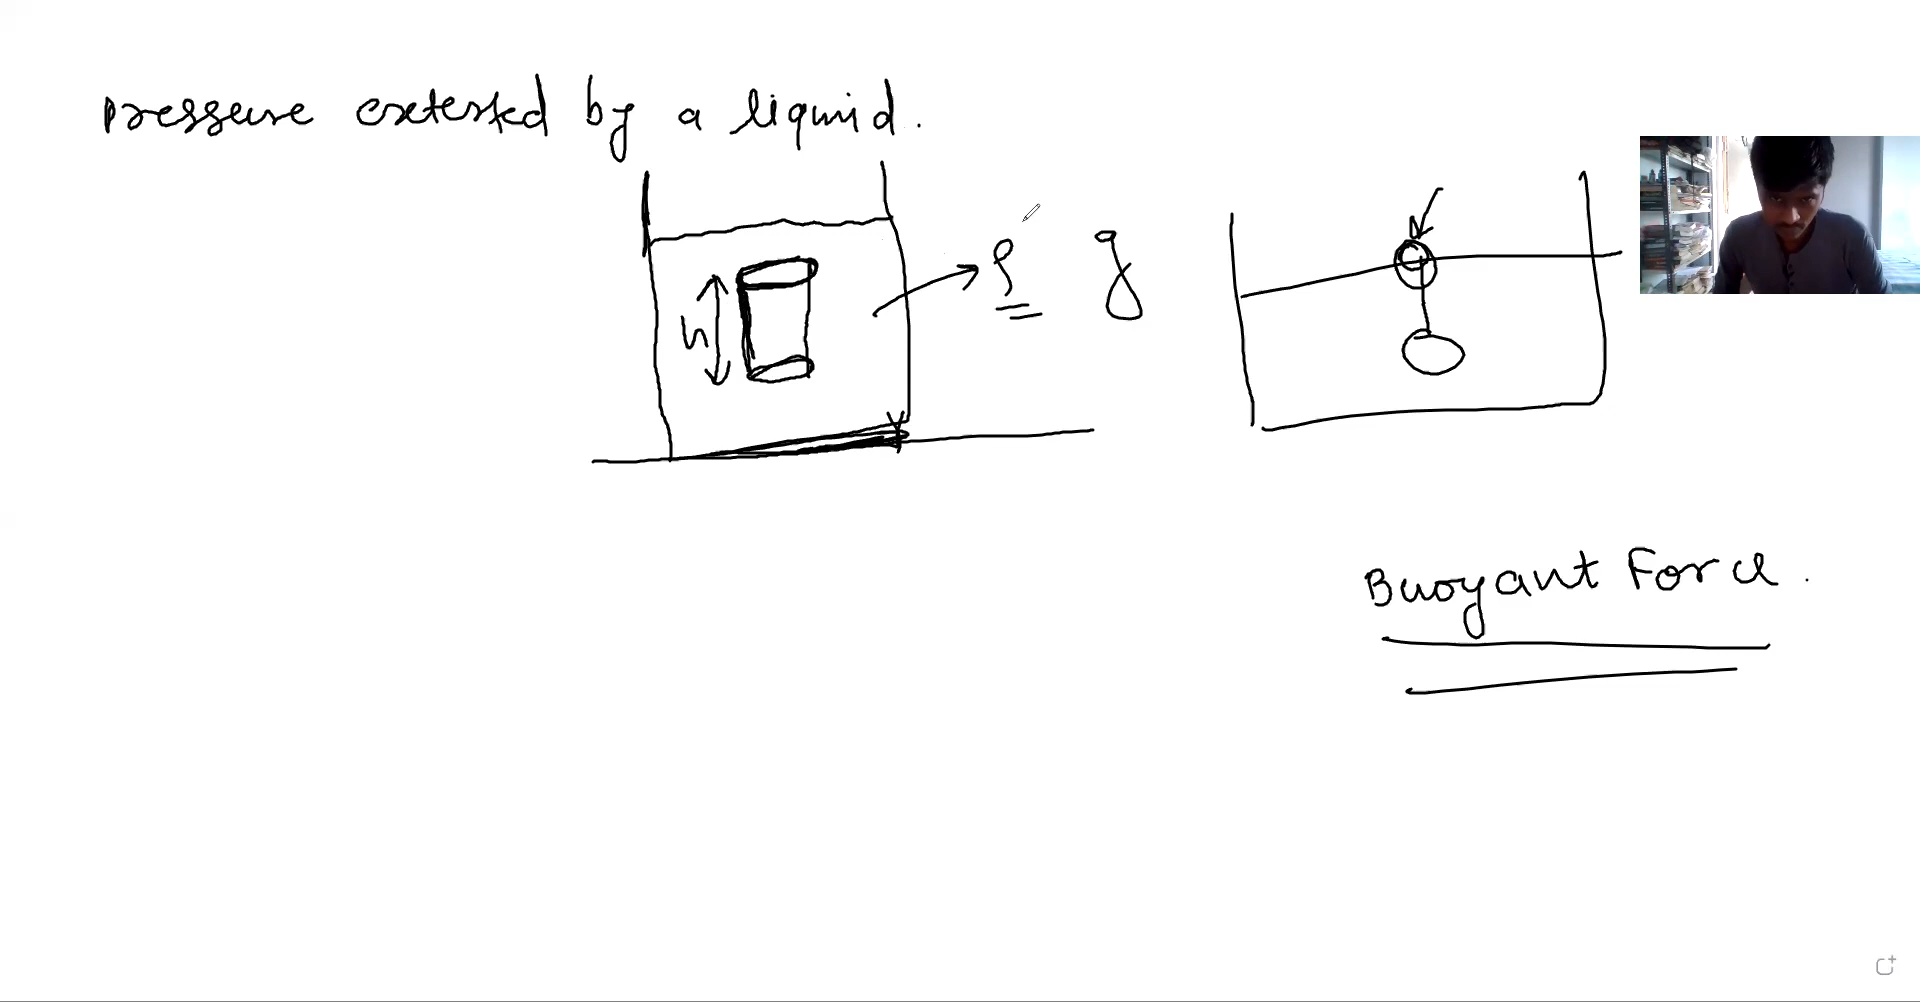 pressure exterted by a liquid.
h
ρ g
Buoyant Force.